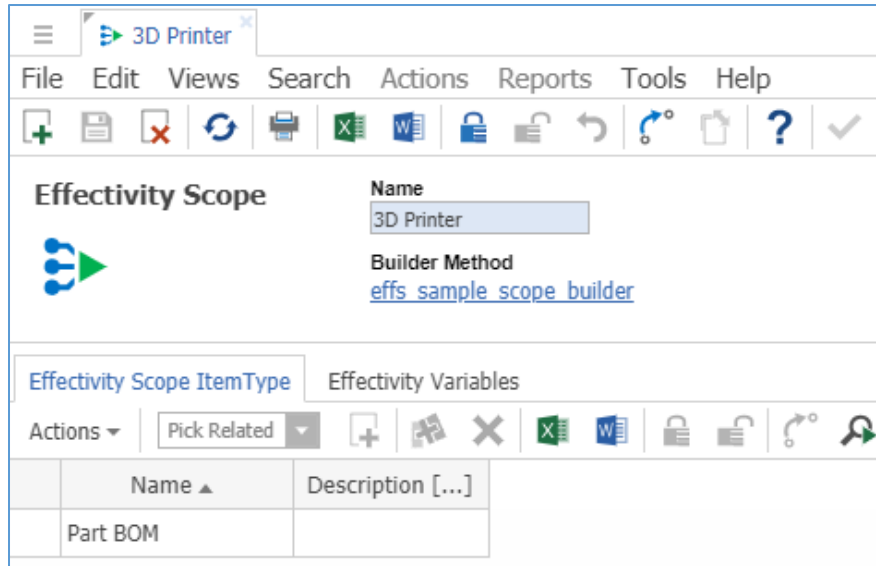 3D Printer
File Edit Views Search Actions Reports Tools Help
Effectivity Scope
Name
3D Printer
Builder Method
effs_sample_scope_builder
Effectivity Scope ItemType Effectivity Variables
Actions Pick Related
Name Description [...]
Part BOM